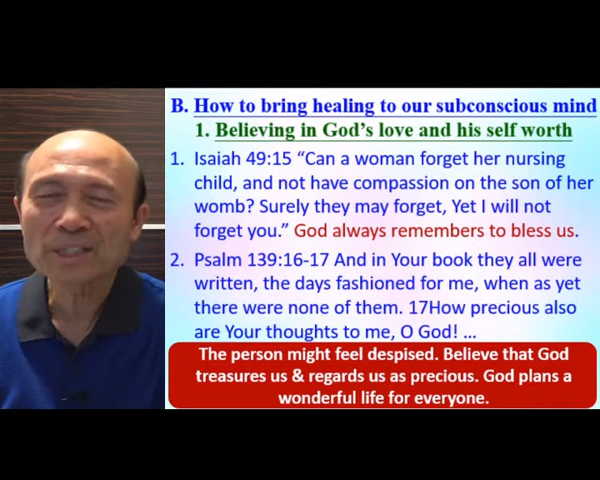 B. How to bring healing to our subconscious mind
1. Believing in God's love and his self worth
1. Isaiah 49:15 “Can a woman forget her nursing
child, and not have compassion on the son of her
womb? Surely they may forget, Yet I will not
forget you.” God always remembers to bless us.
2. Psalm 139:16-17 And in Your book they all were
written, the days fashioned for me, when as yet
there were none of them. 17How precious also
are Your thoughts to me, O God! ...
The person might feel despised. Believe that God
treasures us & regards us as precious. God plans a
wonderful life for everyone.